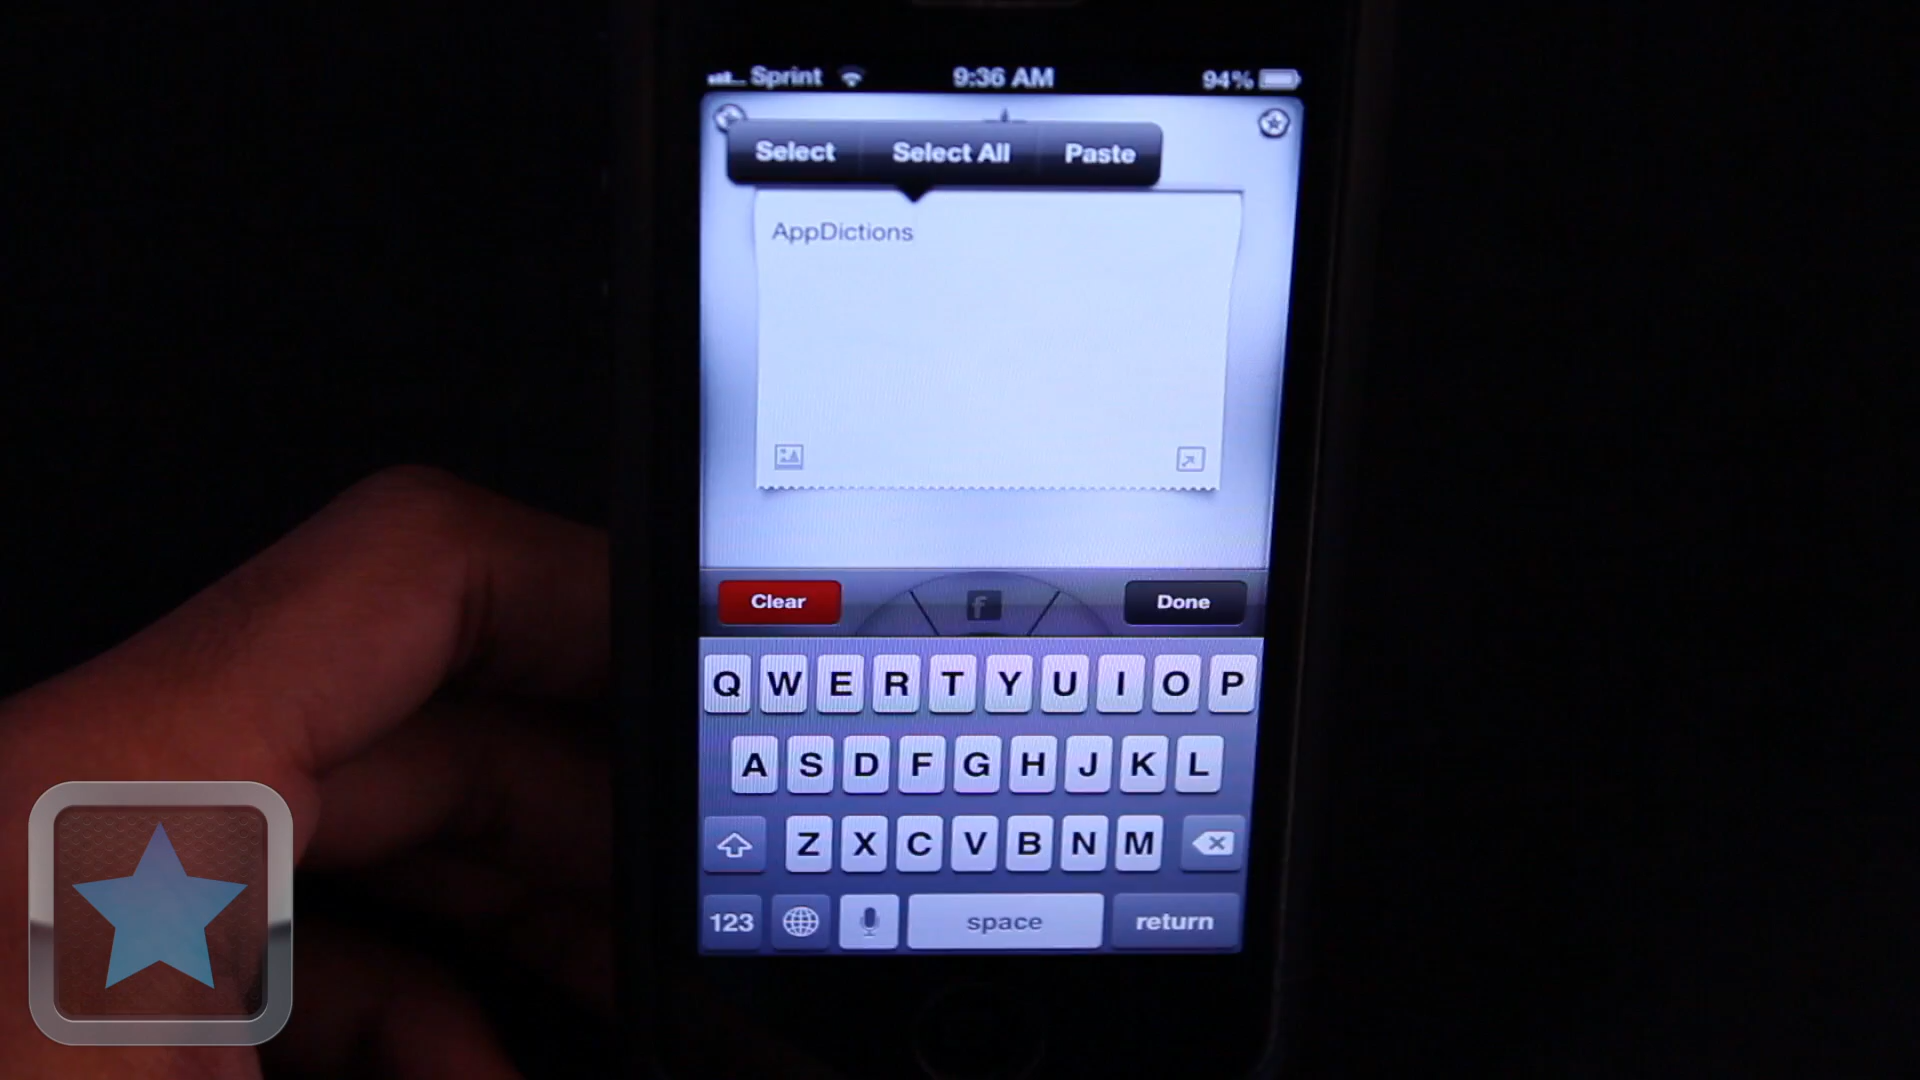 Sprint 9:36 AM 94%
Select Select All Paste
AppDictions
Clear f Done
Q W E R T Y U I O P
A S D F G H J K L
Z X C V B N M
123 space return